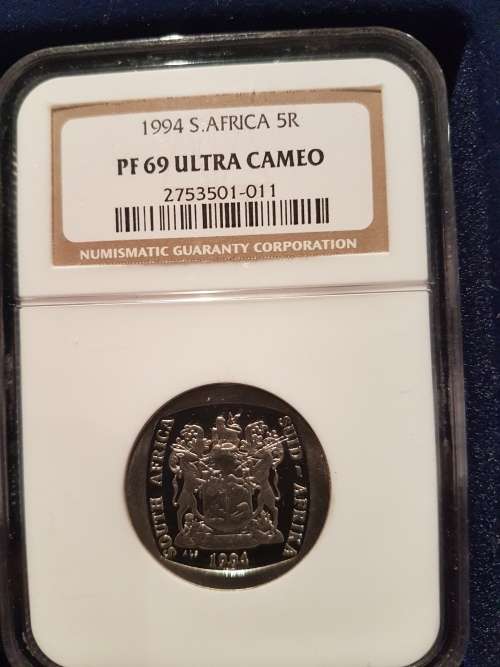 1994 S.AFRICA 5R
PF 69 ULTRA CAMEO
2753501-011
NUMISMATIC GUARANTY CORPORATION
SOUTH AFRICA
SUID - AFRIKA
1994